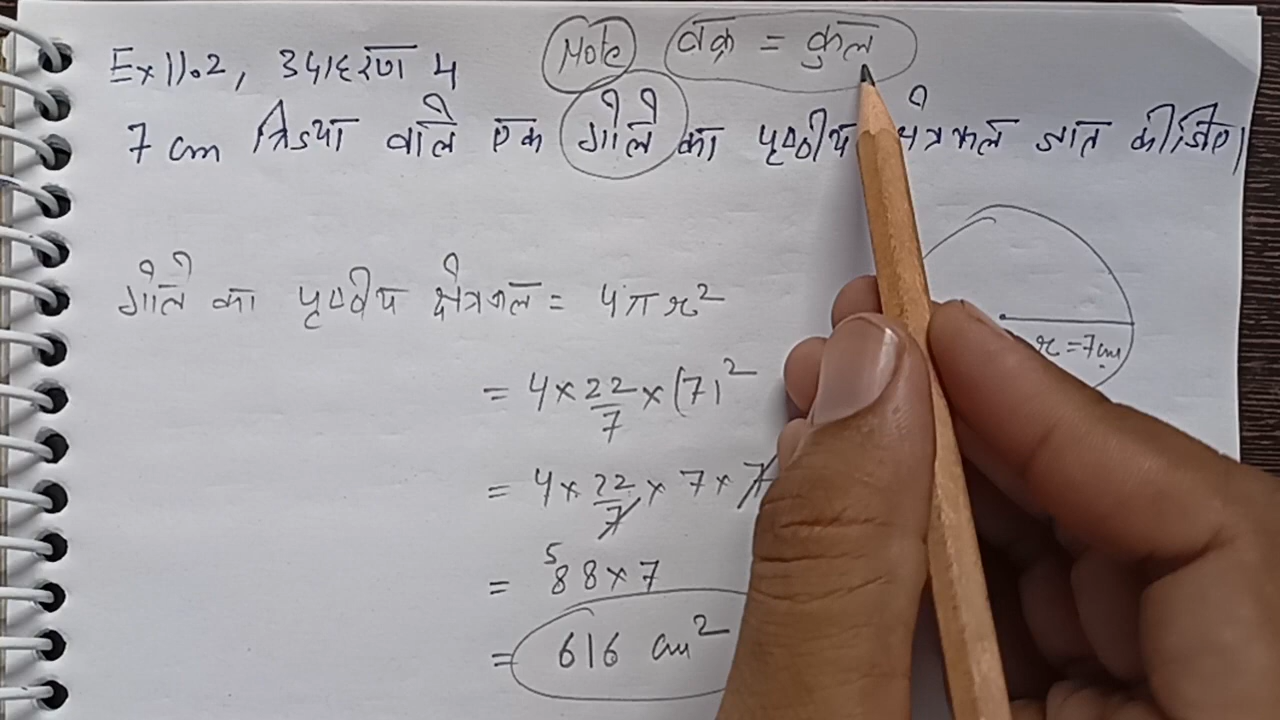 Ex 11.2, उदाहरण 4 Note वक्र = कुल
7 cm त्रिज्या वाले एक गोले का पृष्ठीय क्षेत्रफल ज्ञात कीजिए।
गोले का पृष्ठीय क्षेत्रफल = 4πr²
r = 7cm
= 4 × 22/7 × (7)²
= 4 × 22/7 × 7 × 7
= ⁵88 × 7
= 616 cm²